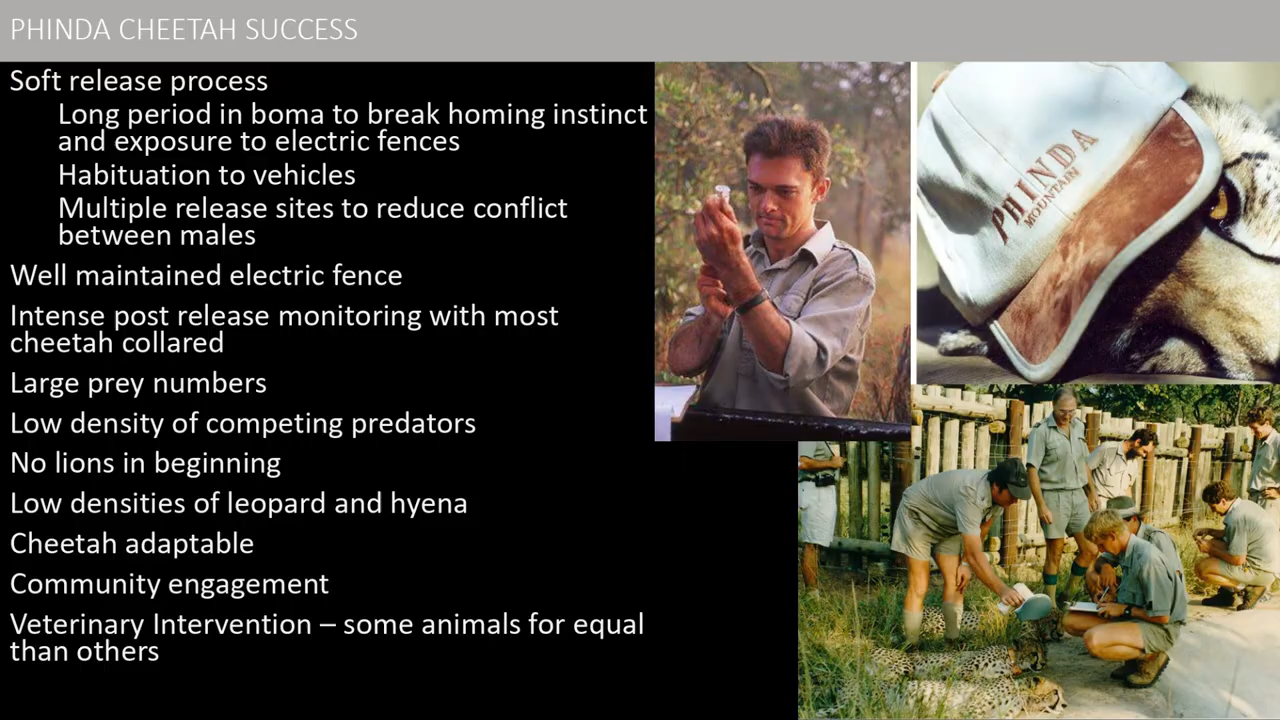 PHINDA CHEETAH SUCCESS
Soft release process
Long period in boma to break homing instinct
and exposure to electric fences
Habituation to vehicles
Multiple release sites to reduce conflict
between males
Well maintained electric fence
Intense post release monitoring with most
cheetah collared
Large prey numbers
Low density of competing predators
No lions in beginning
Low densities of leopard and hyena
Cheetah adaptable
Community engagement
Veterinary Intervention – some animals for equal
than others
PHINDA
MOUNTAIN